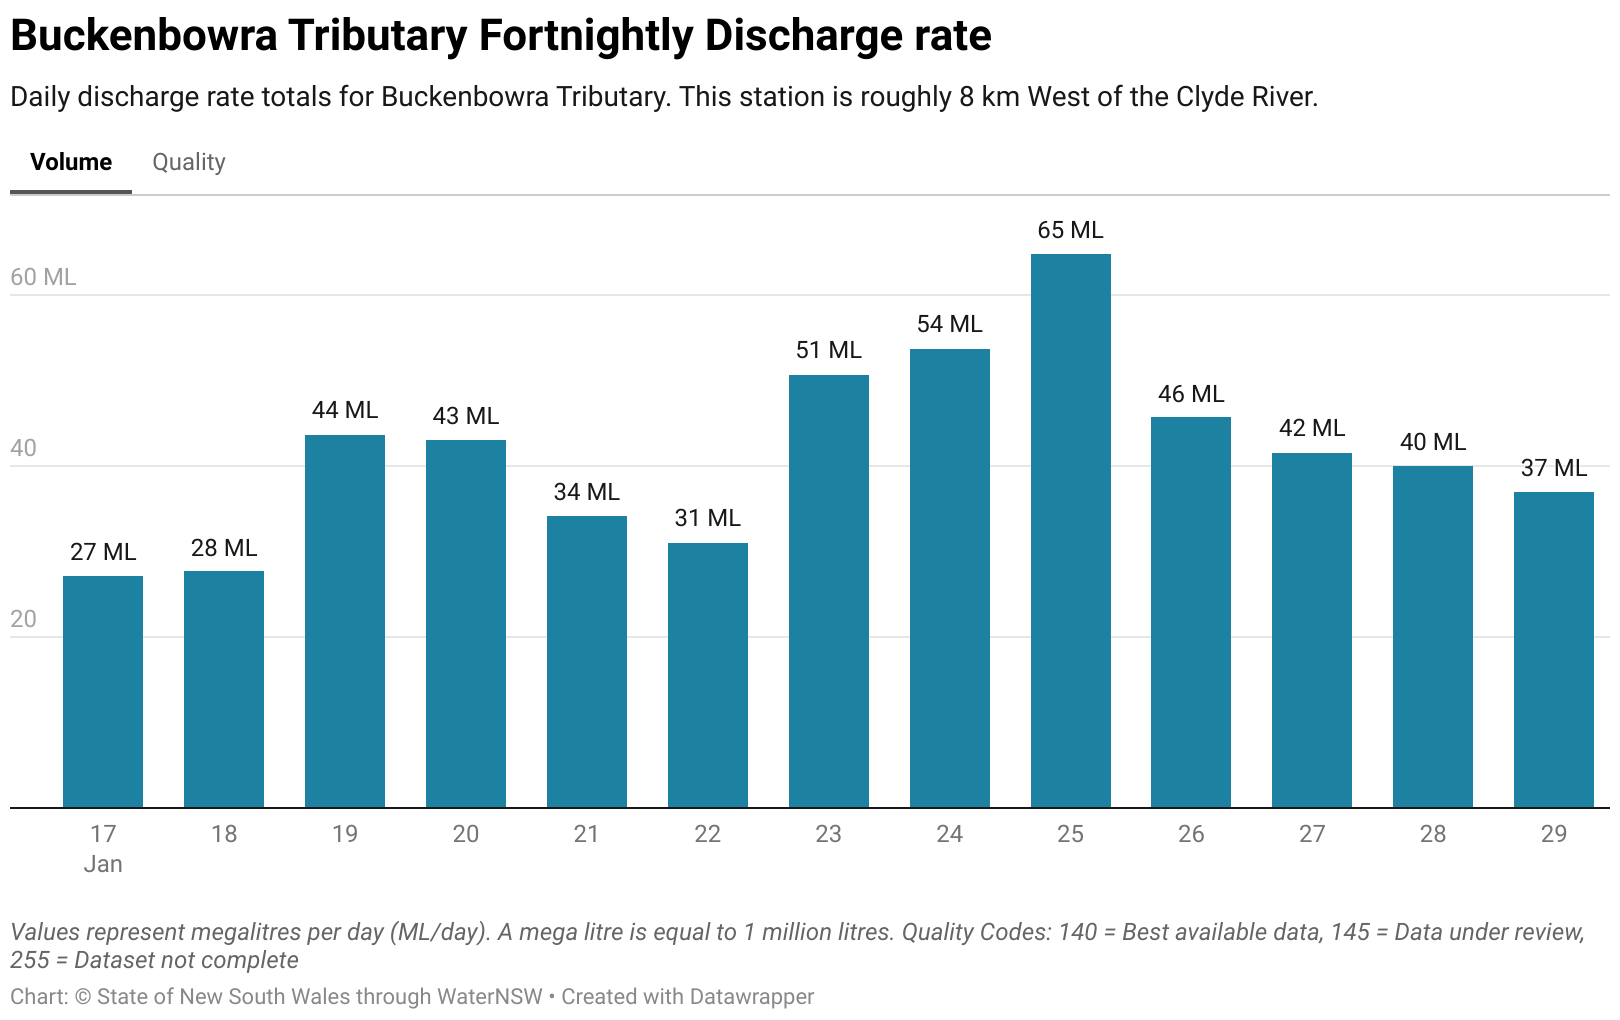 Buckenbowra Tributary Fortnightly Discharge rate
Daily discharge rate totals for Buckenbowra Tributary. This station is roughly 8 km West of the Clyde River.
Volume Quality
65 ML
60 ML
54 ML
51 ML
46 ML
44 ML
43 ML
42 ML
40 ML
40
37 ML
34 ML
31 ML
28 ML
27 ML
20
17 18 19 20 21 22 23 24 25 26 27 28 29
Jan
Values represent megalitres per day (ML/day). A mega litre is equal to 1 million litres. Quality Codes: 140 = Best available data, 145 = Data under review,
255 = Dataset not complete
Chart: © State of New South Wales through WaterNSW • Created with Datawrapper